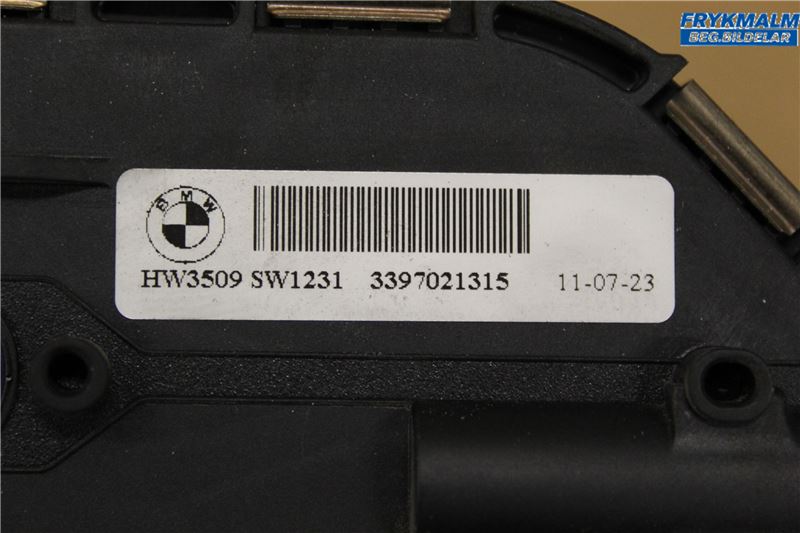 FRYKMALM
BEG.BILDELAR
BMW
HW3509 SW1231 3397021315 11-07-23